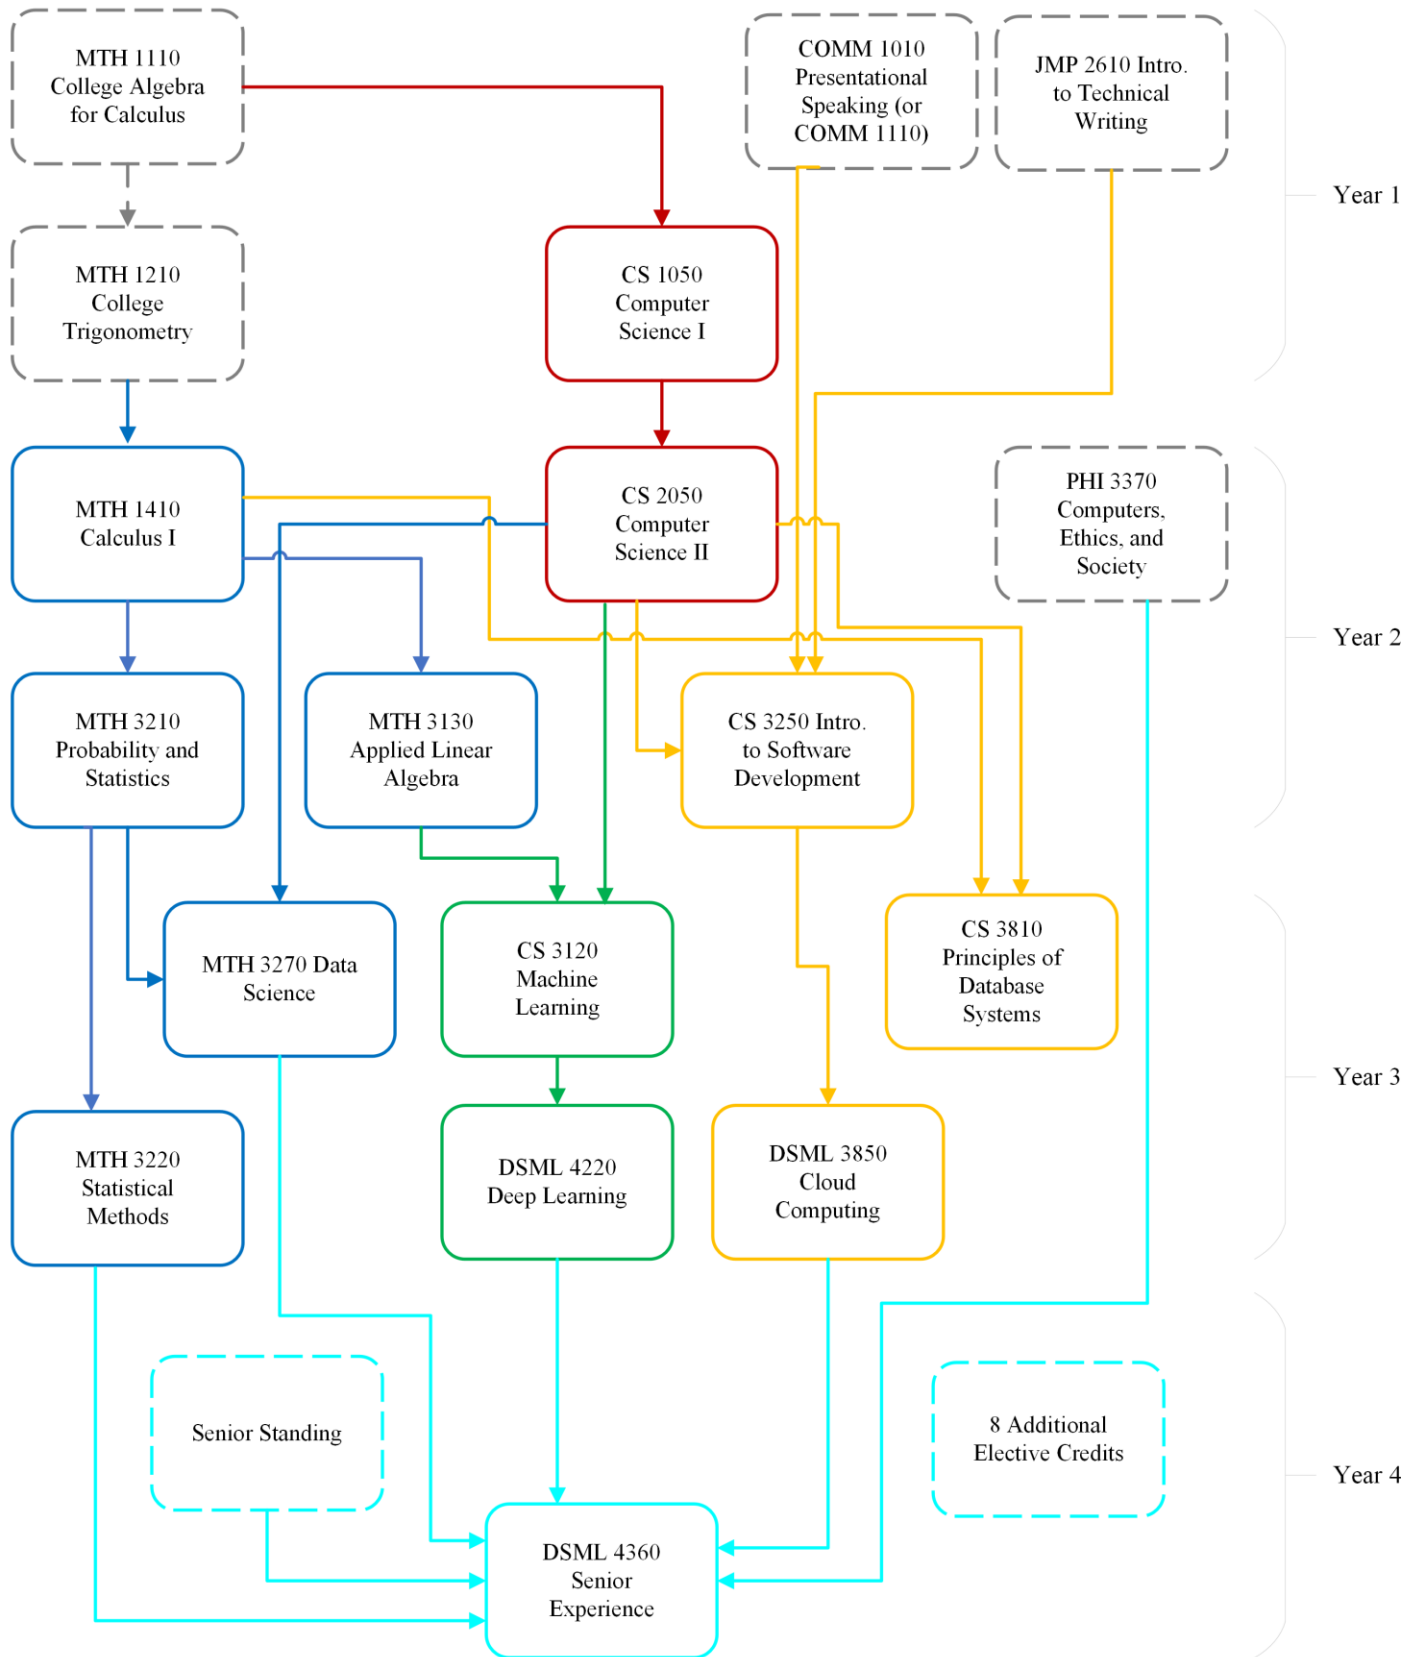 MTH 1110
College Algebra
for Calculus
COMM 1010
Presentational
Speaking (or
COMM 1110)
JMP 2610 Intro.
to Technical
Writing
Year 1
MTH 1210
College
Trigonometry
CS 1050
Computer
Science I
MTH 1410
Calculus I
CS 2050
Computer
Science II
PHI 3370
Computers,
Ethics, and
Society
Year 2
MTH 3210
Probability and
Statistics
MTH 3130
Applied Linear
Algebra
CS 3250 Intro.
to Software
Development
MTH 3270 Data
Science
CS 3120
Machine
Learning
CS 3810
Principles of
Database
Systems
Year 3
MTH 3220
Statistical
Methods
DSML 4220
Deep Learning
DSML 3850
Cloud
Computing
Senior Standing
8 Additional
Elective Credits
Year 4
DSML 4360
Senior
Experience